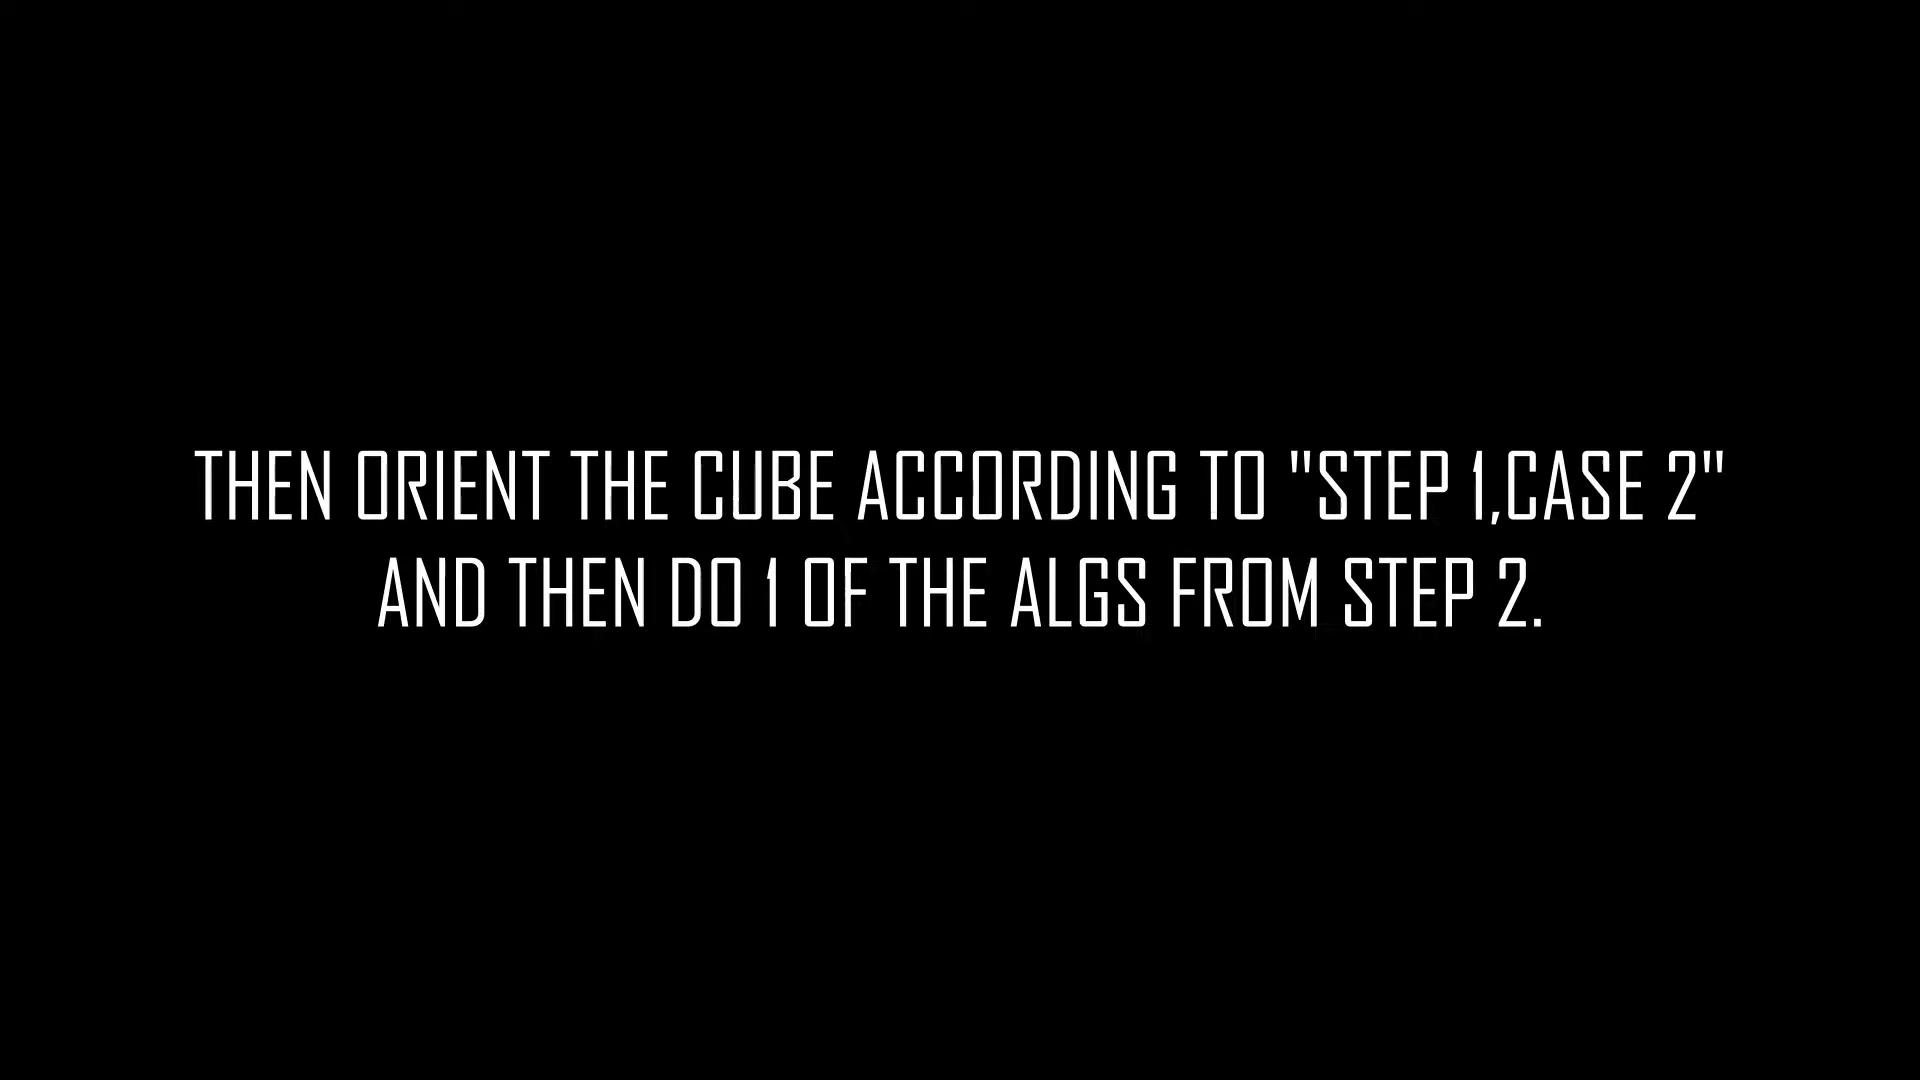 THEN ORIENT THE CUBE ACCORDING TO "STEP 1,CASE 2"
AND THEN DO 1 OF THE ALGS FROM STEP 2.